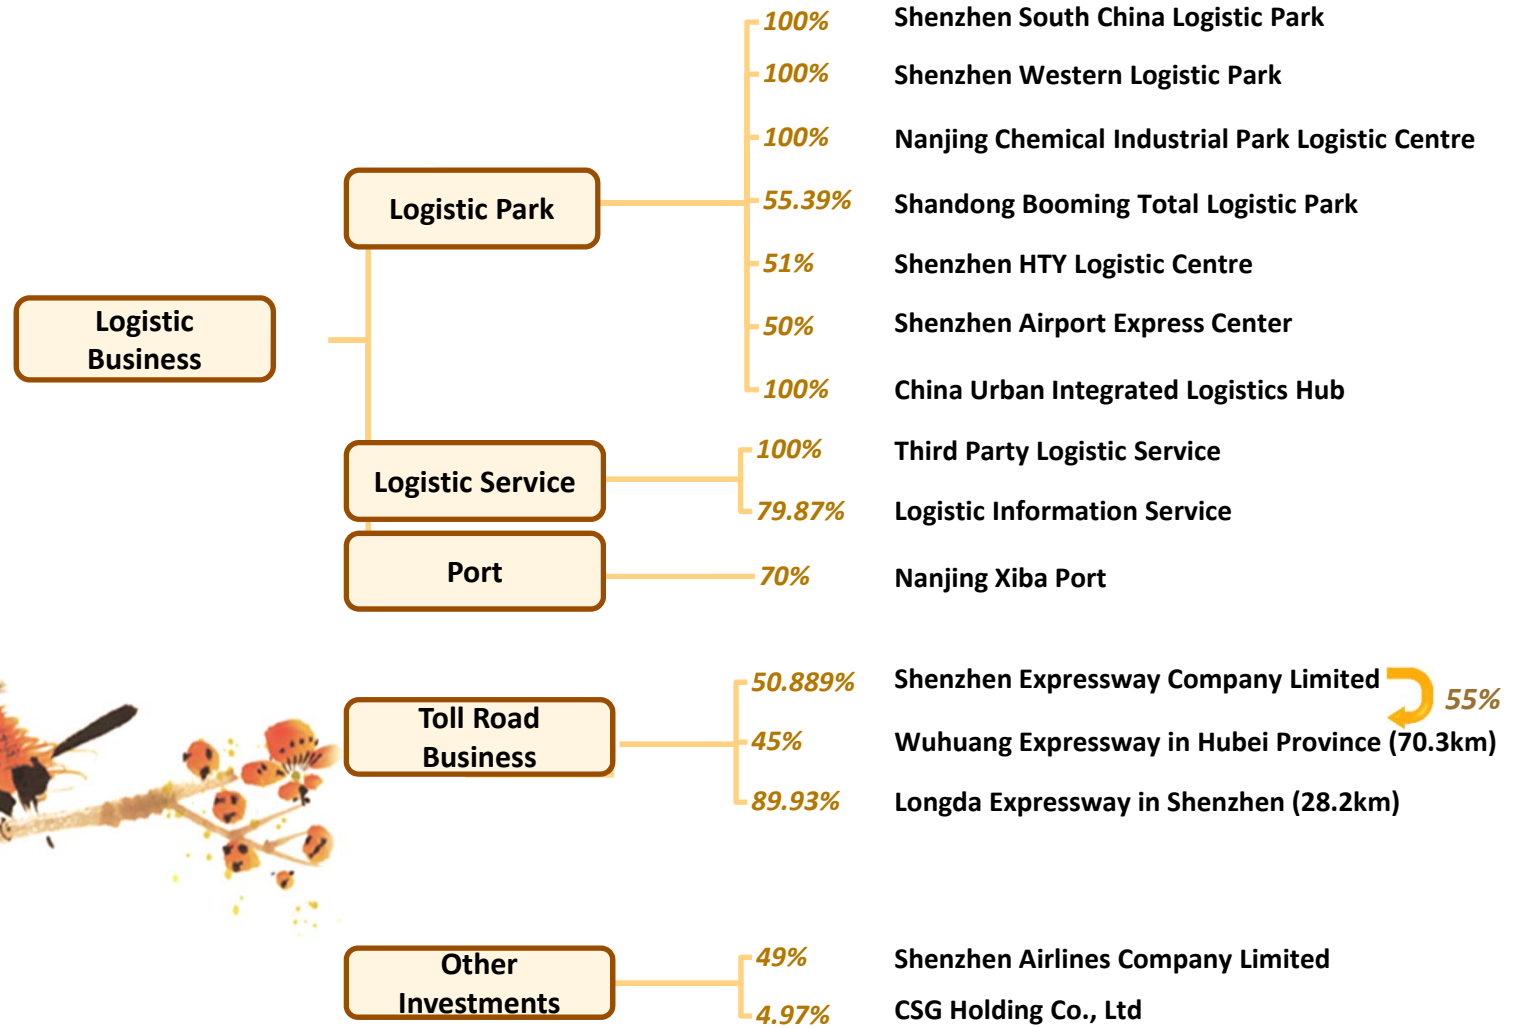 100% Shenzhen South China Logistic Park
100% Shenzhen Western Logistic Park
100% Nanjing Chemical Industrial Park Logistic Centre
Logistic Park
55.39% Shandong Booming Total Logistic Park
51% Shenzhen HTY Logistic Centre
Logistic
Business
50% Shenzhen Airport Express Center
100% China Urban Integrated Logistics Hub
Logistic Service
100% Third Party Logistic Service
79.87% Logistic Information Service
Port
70% Nanjing Xiba Port
Toll Road
Business
50.889% Shenzhen Expressway Company Limited
55%
45% Wuhuang Expressway in Hubei Province (70.3km)
89.93% Longda Expressway in Shenzhen (28.2km)
Other
Investments
49% Shenzhen Airlines Company Limited
4.97% CSG Holding Co., Ltd